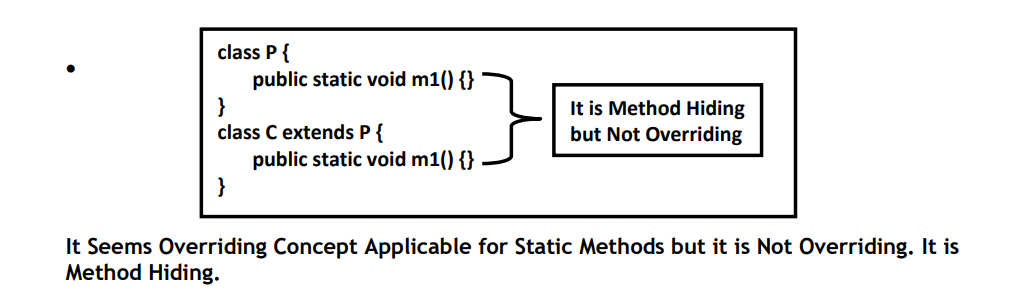 •
class P {
public static void m1() {}
}
class C extends P {
public static void m1() {}
}
It is Method Hiding
but Not Overriding
It Seems Overriding Concept Applicable for Static Methods but it is Not Overriding. It is
Method Hiding.